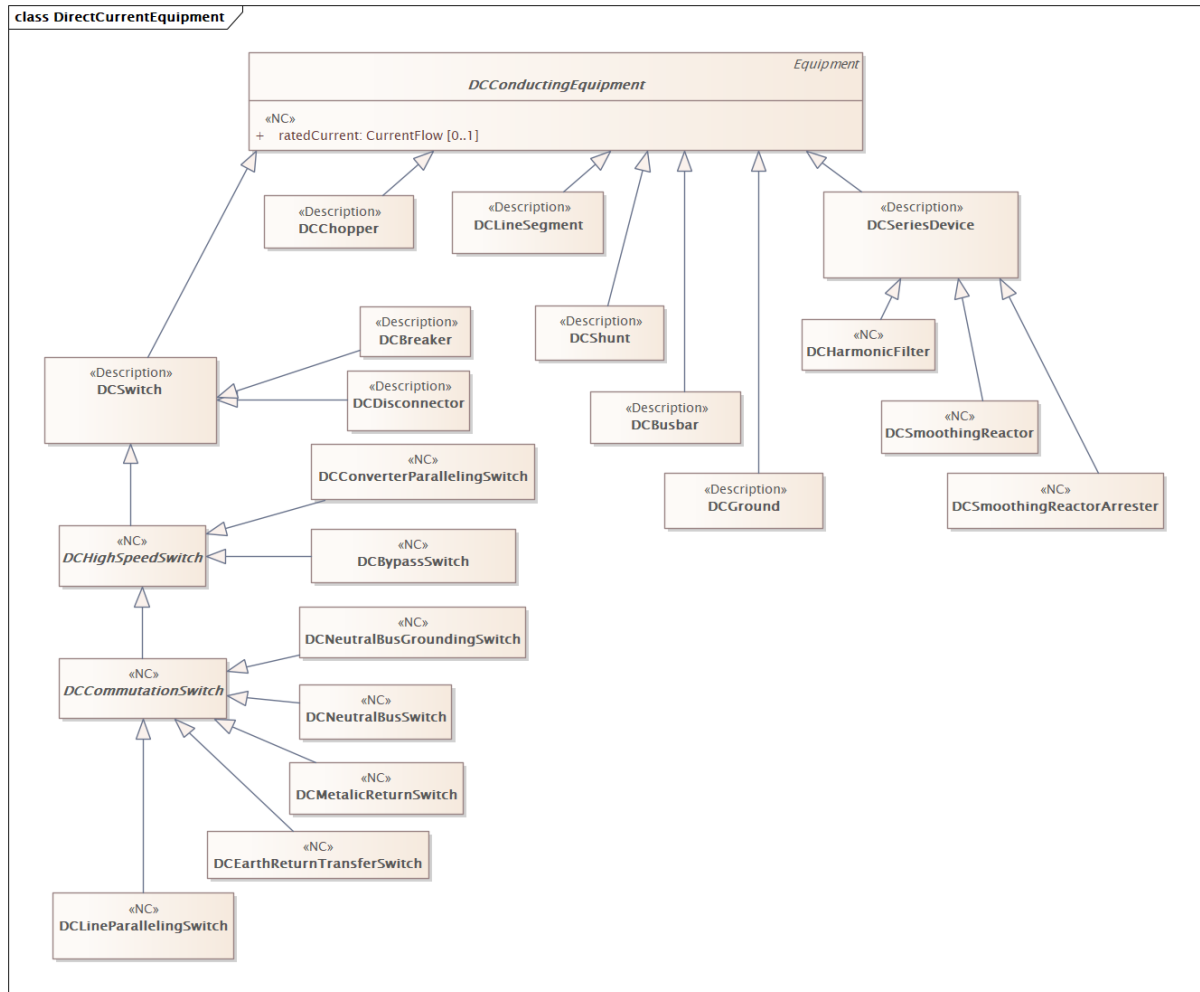 class DirectCurrentEquipment
Equipment
DCConductingEquipment
«NC»
+ ratedCurrent: CurrentFlow [0..1]
«Description»
DCChopper
«Description»
DCLineSegment
«Description»
DCSeriesDevice
«Description»
DCBreaker
«Description»
DCShunt
«NC»
DCHarmonicFilter
«Description»
DCSwitch
«Description»
DCDisconnector
«Description»
DCBusbar
«NC»
DCSmoothingReactor
«NC»
DCConverterParallelingSwitch
«Description»
DCGround
«NC»
DCSmoothingReactorArrester
«NC»
DCHighSpeedSwitch
«NC»
DCBypassSwitch
«NC»
DCNeutralBusGroundingSwitch
«NC»
DCCommutationSwitch
«NC»
DCNeutralBusSwitch
«NC»
DCMetalicReturnSwitch
«NC»
DCEarthReturnTransferSwitch
«NC»
DCLineParallelingSwitch